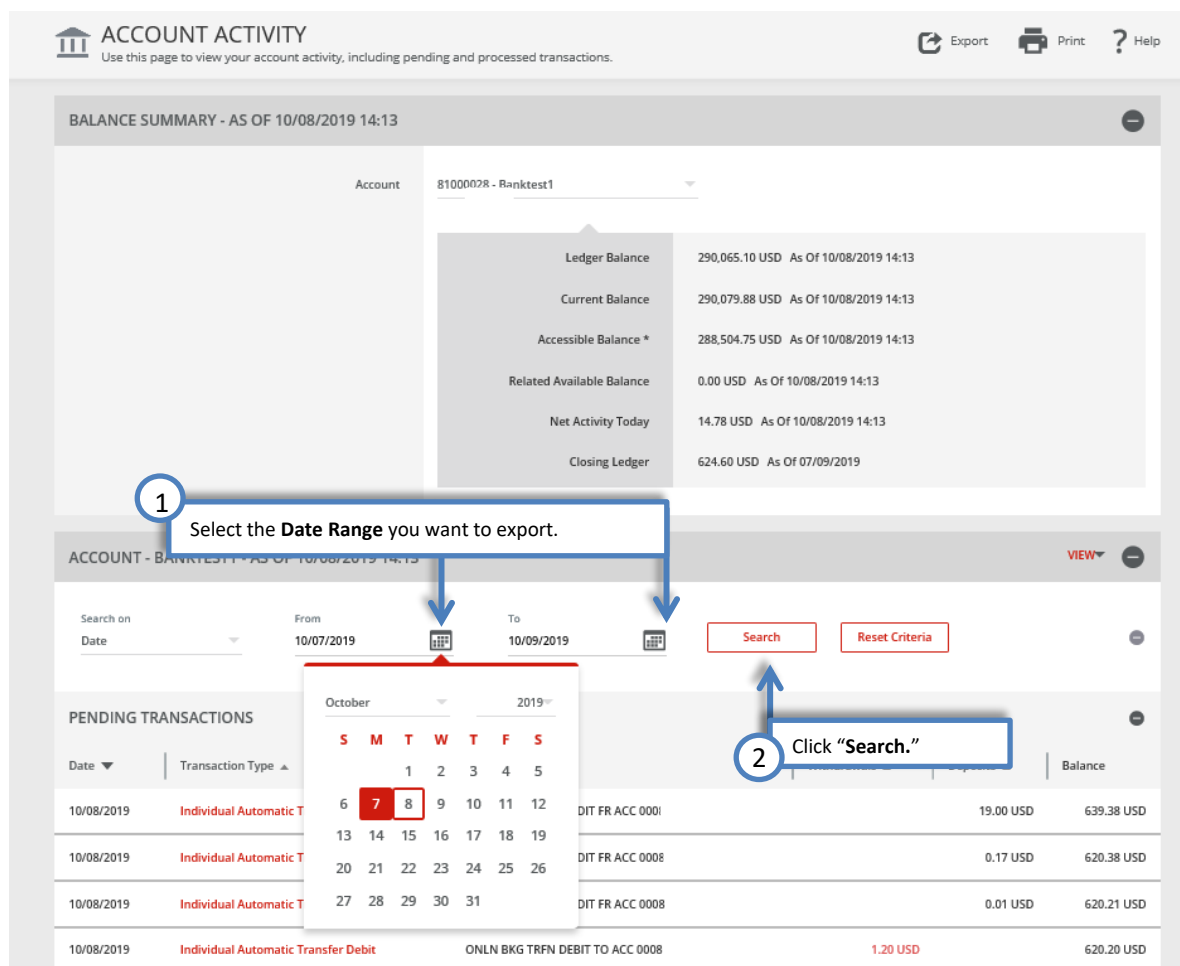 ACCOUNT ACTIVITY
Use this page to view your account activity, including pending and processed transactions.
Export Print ? Help
BALANCE SUMMARY - AS OF 10/08/2019 14:13
Account 81000028 - Banktest1
Ledger Balance 290,065.10 USD As Of 10/08/2019 14:13
Current Balance 290,079.88 USD As Of 10/08/2019 14:13
Accessible Balance * 288,504.75 USD As Of 10/08/2019 14:13
Related Available Balance 0.00 USD As Of 10/08/2019 14:13
Net Activity Today 14.78 USD As Of 10/08/2019 14:13
Closing Ledger 624.60 USD As Of 07/09/2019
1
Select the Date Range you want to export.
ACCOUNT - BANKTEST1 - AS OF 10/08/2019 14:13
VIEW
Search on From To
Date 10/07/2019 10/09/2019 Search Reset Criteria
October 2019
S M T W T F S
1 2 3 4 5
6 7 8 9 10 11 12
13 14 15 16 17 18 19
20 21 22 23 24 25 26
27 28 29 30 31
PENDING TRANSACTIONS
2 Click “Search.”
Date Transaction Type Balance
10/08/2019 Individual Automatic T DIT FR ACC 000 19.00 USD 639.38 USD
10/08/2019 Individual Automatic T DIT FR ACC 0008 0.17 USD 620.38 USD
10/08/2019 Individual Automatic T DIT FR ACC 0008 0.01 USD 620.21 USD
10/08/2019 Individual Automatic Transfer Debit ONLN BKG TRFN DEBIT TO ACC 0008 1.20 USD 620.20 USD